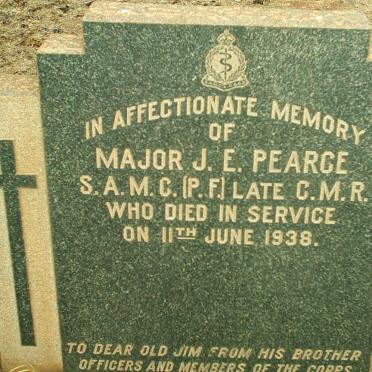 IN AFFECTIONATE MEMORY
OF
MAJOR J. E. PEARCE
S.A.M.C. (P.F) LATE C.M.R.
WHO DIED IN SERVICE
ON 11TH JUNE 1938.
TO DEAR OLD JIM FROM HIS BROTHER
OFFICERS AND MEMBERS OF THE CORPS